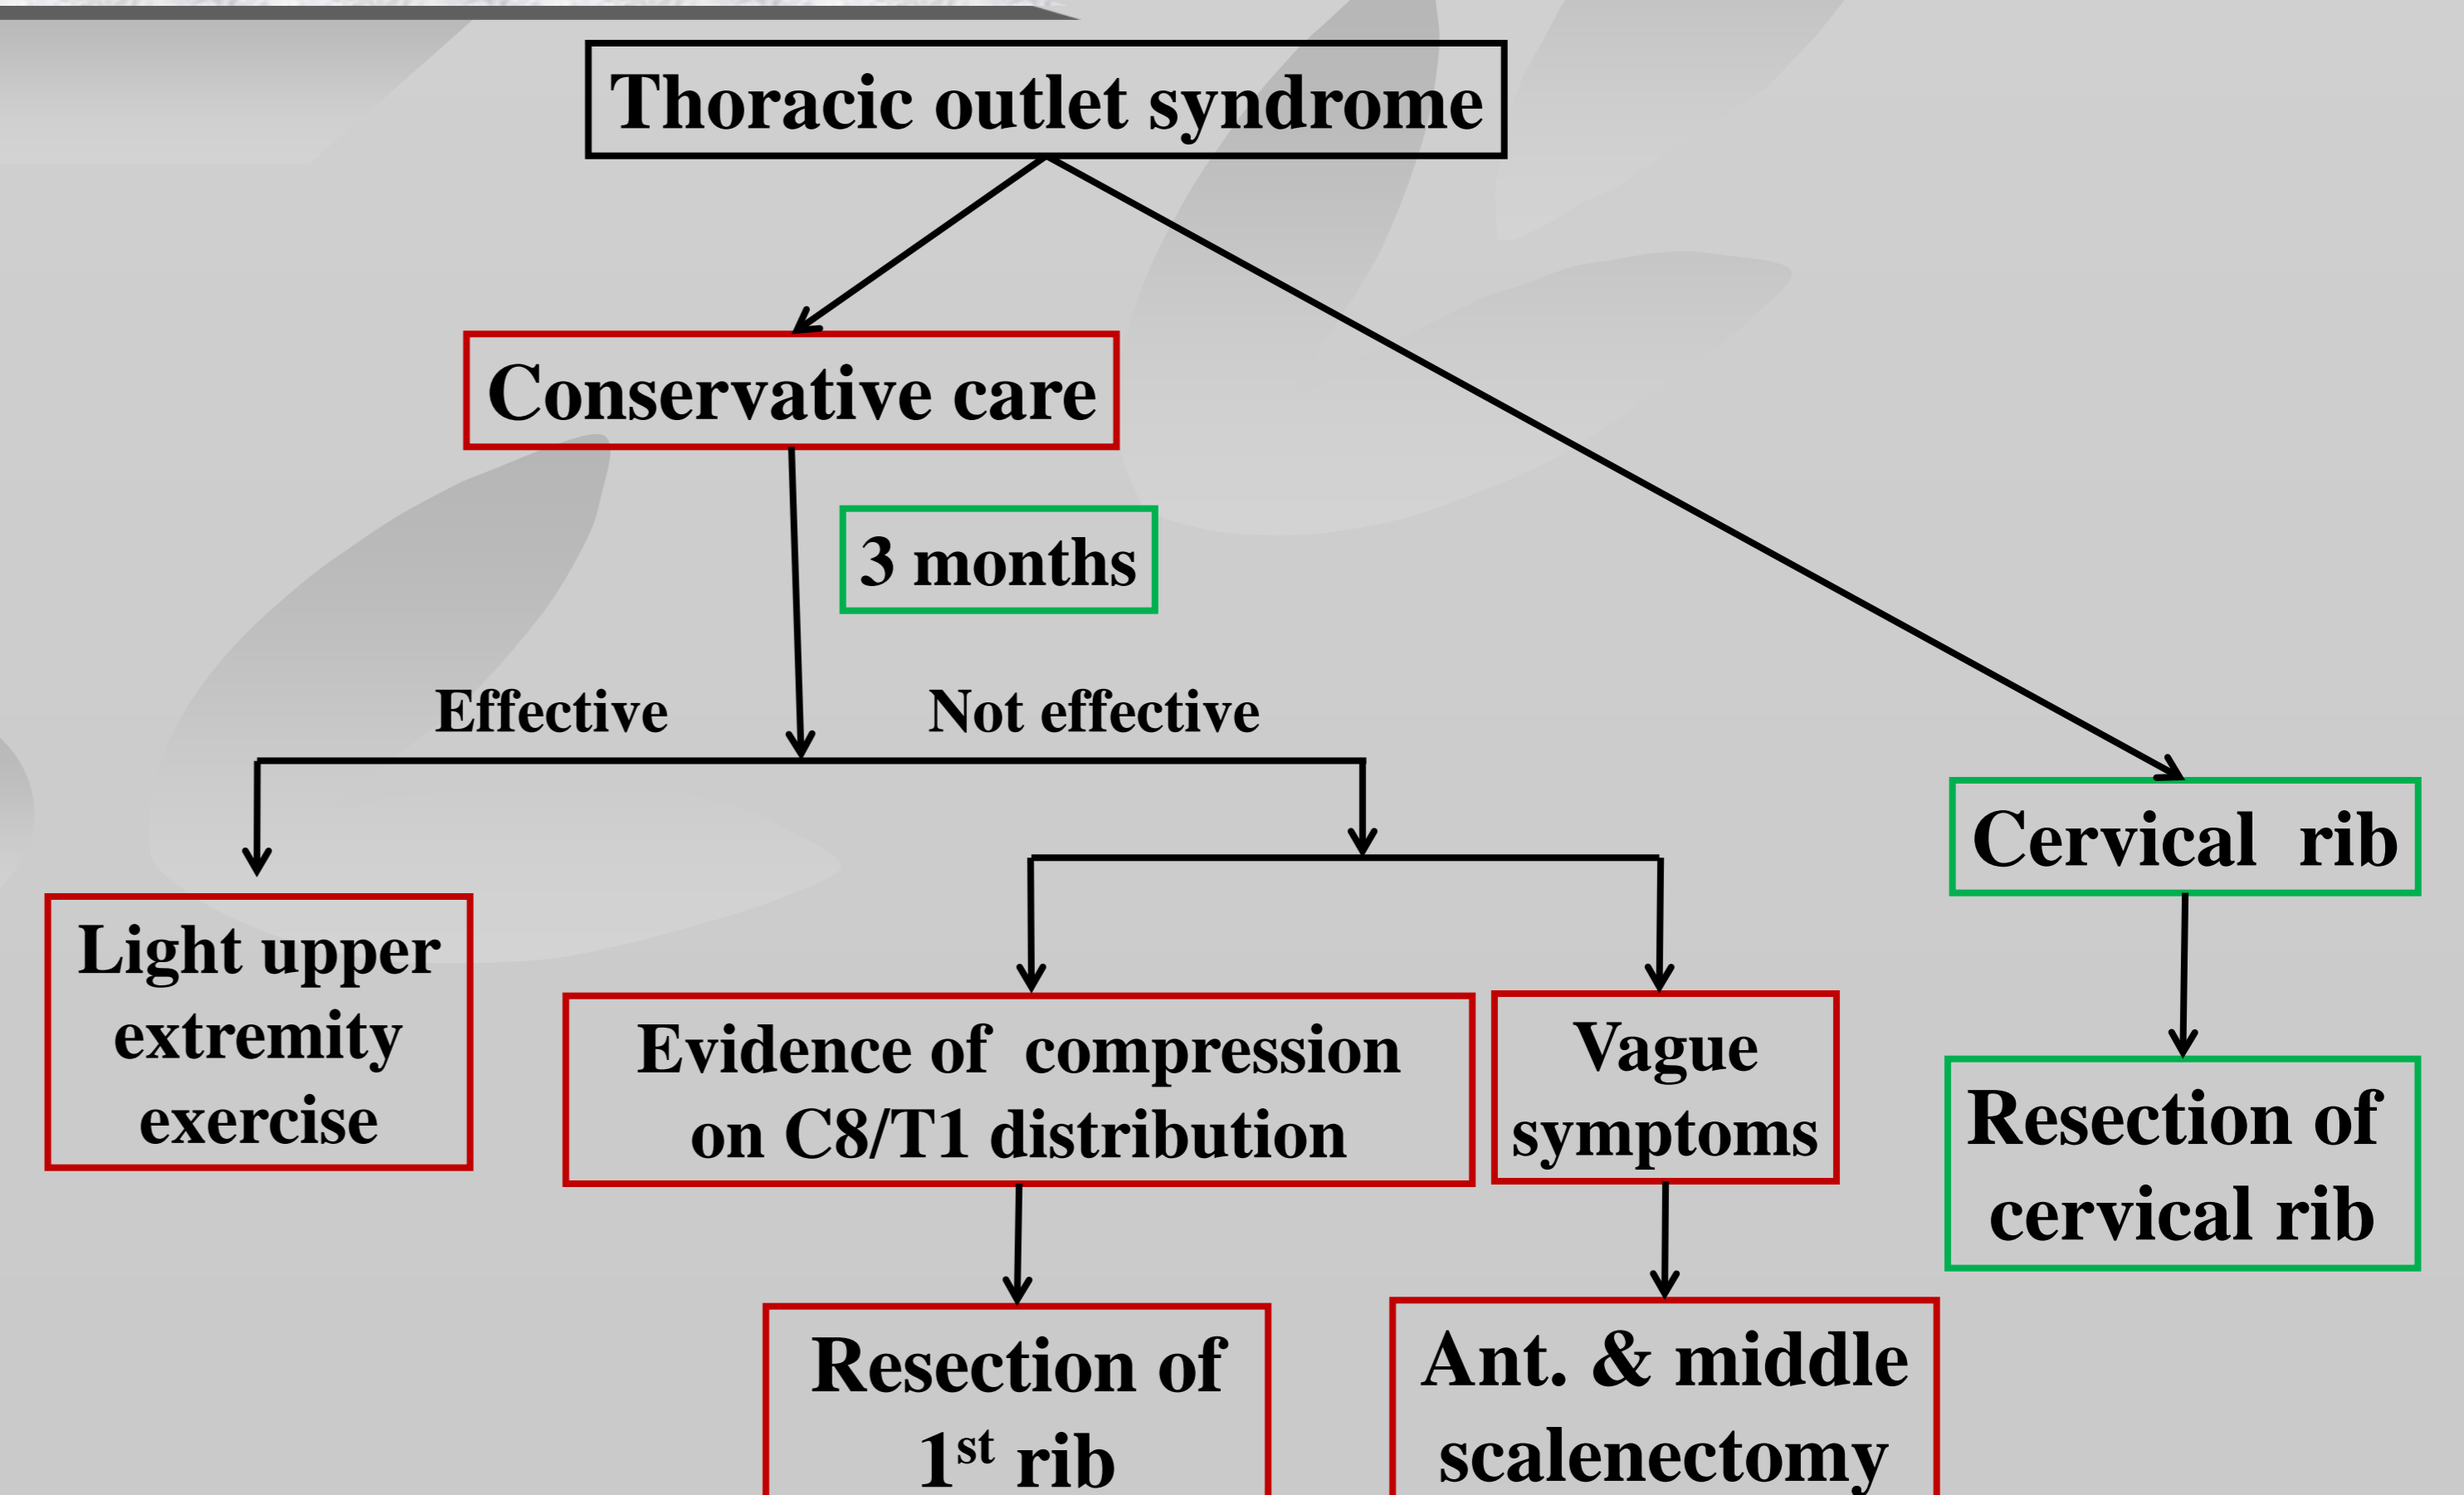 Thoracic outlet syndrome
Conservative care
3 months
Effective
Not effective
Cervical rib
Light upper
extremity
exercise
Evidence of compression
on C8/T1 distribution
Vague
symptoms
Resection of
cervical rib
Resection of
1st rib
Ant. & middle
scalenectomy